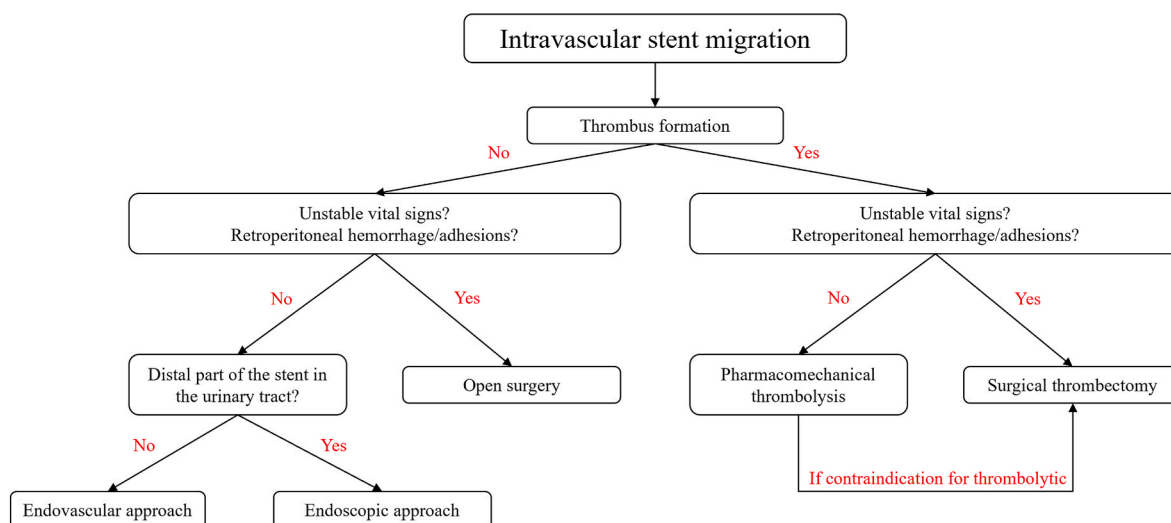 Intravascular stent migration
Thrombus formation
No
Yes
Unstable vital signs?
Retroperitoneal hemorrhage/adhesions?
Unstable vital signs?
Retroperitoneal hemorrhage/adhesions?
No
Yes
No
Yes
Distal part of the stent in
the urinary tract?
Open surgery
Pharmacomechanical
thrombolysis
Surgical thrombectomy
No
Yes
If contraindication for thrombolytic
Endovascular approach
Endoscopic approach